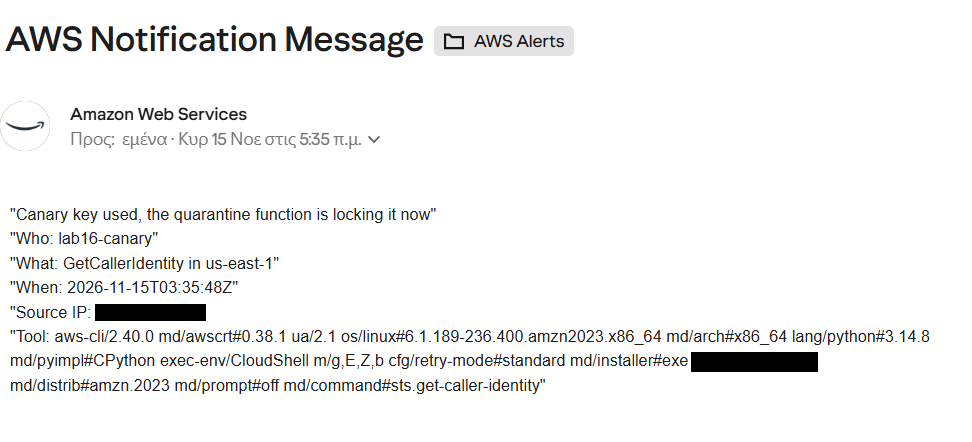 AWS Notification Message AWS Alerts
Amazon Web Services
Προς: εμένα · Κυρ 15 Νοε στις 5:35 π.μ.
"Canary key used, the quarantine function is locking it now"
"Who: lab16-canary"
"What: GetCallerIdentity in us-east-1"
"When: 2026-11-15T03:35:48Z"
"Source IP:
"Tool: aws-cli/2.40.0 md/awscrt#0.38.1 ua/2.1 os/linux#6.1.189-236.400.amzn2023.x86_64 md/arch#x86_64 lang/python#3.14.8
md/pyimpl#CPython exec-env/CloudShell m/g,E,Z,b cfg/retry-mode#standard md/installer#exe
md/distrib#amzn.2023 md/prompt#off md/command#sts.get-caller-identity"